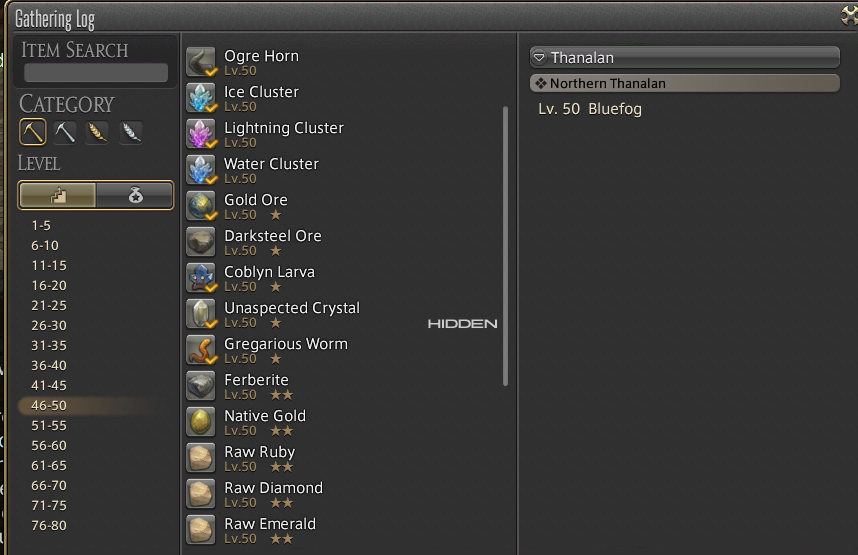 Gathering Log
ITEM SEARCH
CATEGORY
LEVEL
1-5
6-10
11-15
16-20
21-25
26-30
31-35
36-40
41-45
46-50
51-55
56-60
61-65
66-70
71-75
76-80
Ogre Horn
Lv.50
Ice Cluster
Lv.50
Lightning Cluster
Lv.50
Water Cluster
Lv.50
Gold Ore
Lv.50 ★
Darksteel Ore
Lv.50 ★
Coblyn Larva
Lv.50 ★
Unaspected Crystal
Lv.50 ★
HIDDEN
Gregarious Worm
Lv.50 ★
Ferberite
Lv.50 ★★
Native Gold
Lv.50 ★★
Raw Ruby
Lv.50 ★★
Raw Diamond
Lv.50 ★★
Raw Emerald
Lv.50 ★★
Thanalan
Northern Thanalan
Lv. 50 Bluefog